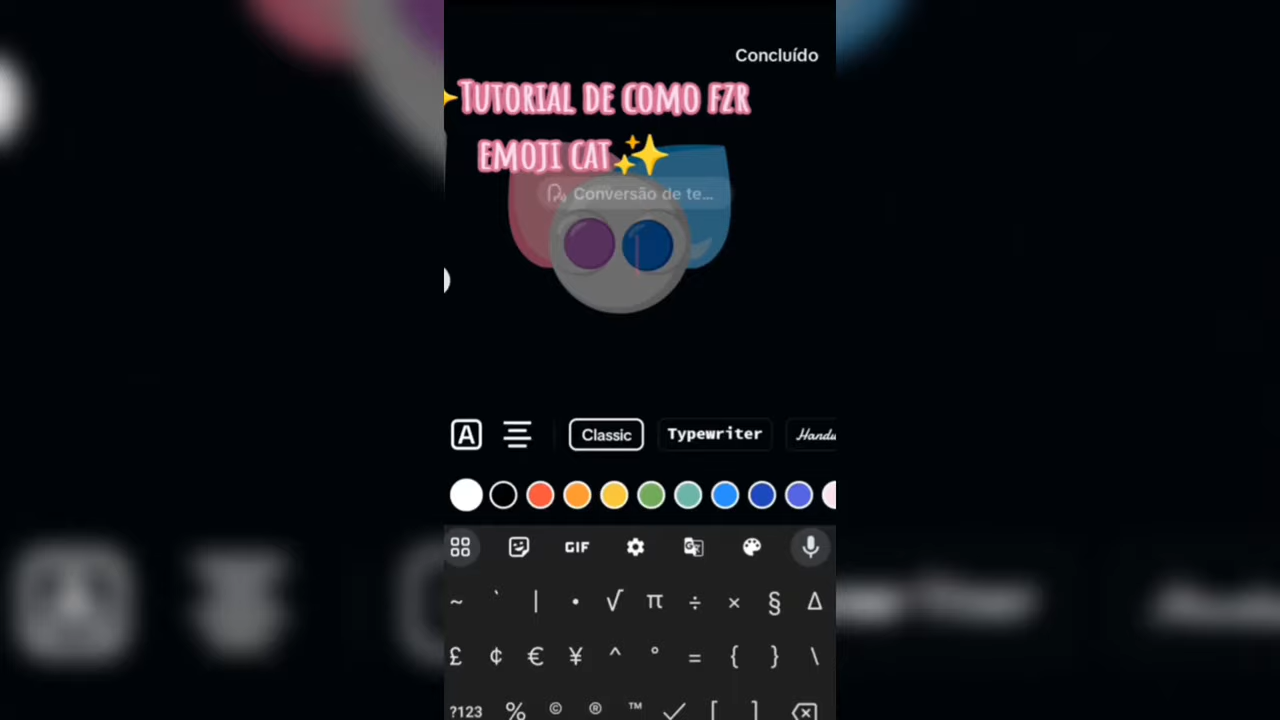 Concluído
TUTORIAL DE COMO FZR
EMOJI CAT
Conversão de te...
A
Classic
Typewriter
GIF
~ ` | • √ π ÷ × § Δ
£ ¢ € ¥ ^ ° = { } \
?123 % © ® ™ ✓ [ ]